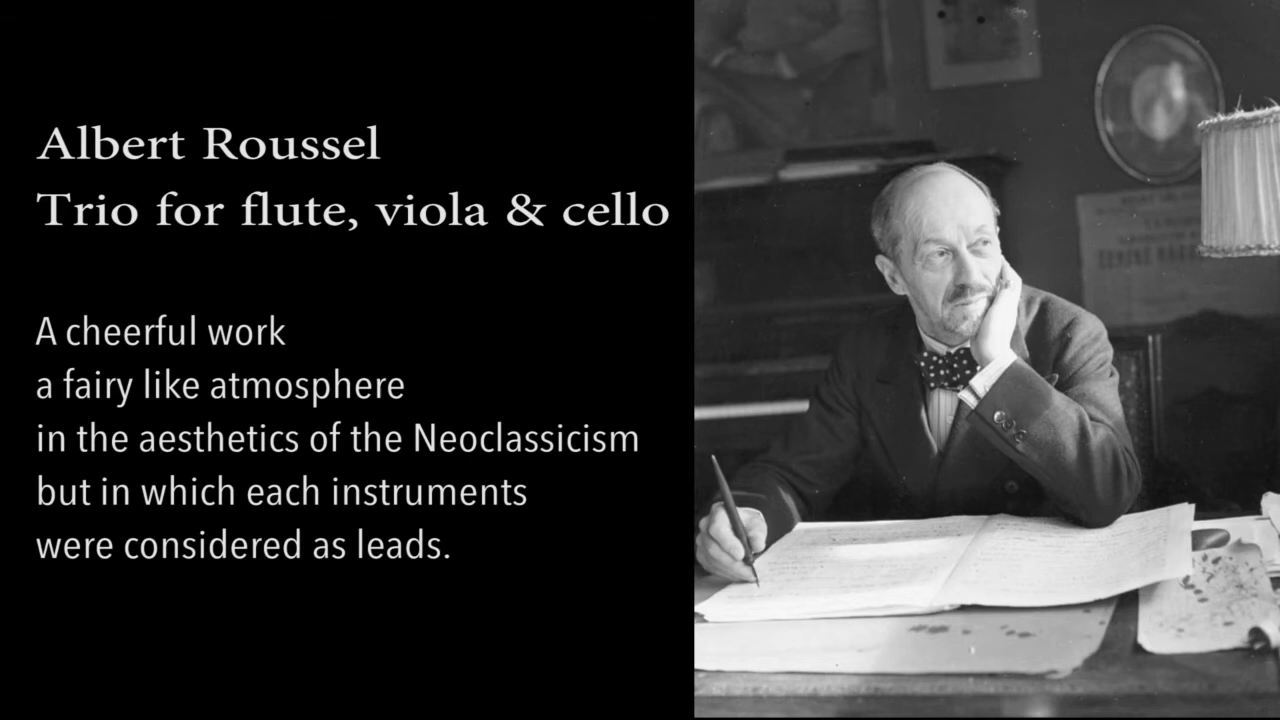 Albert Roussel
Trio for flute, viola & cello
A cheerful work
a fairy like atmosphere
in the aesthetics of the Neoclassicism
but in which each instruments
were considered as leads.